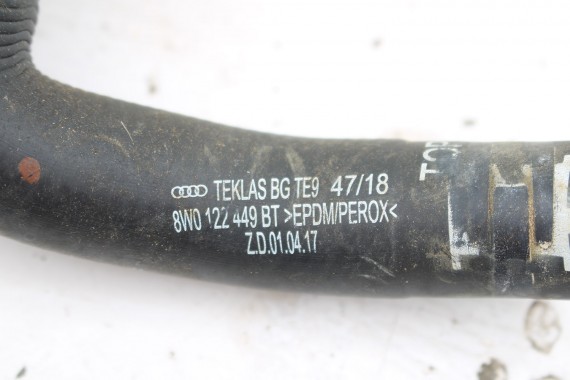 TEKLAS BG TE9 47/18
8W0 122 449 BT >EPDM/PEROX<
Z.D.01.04.17